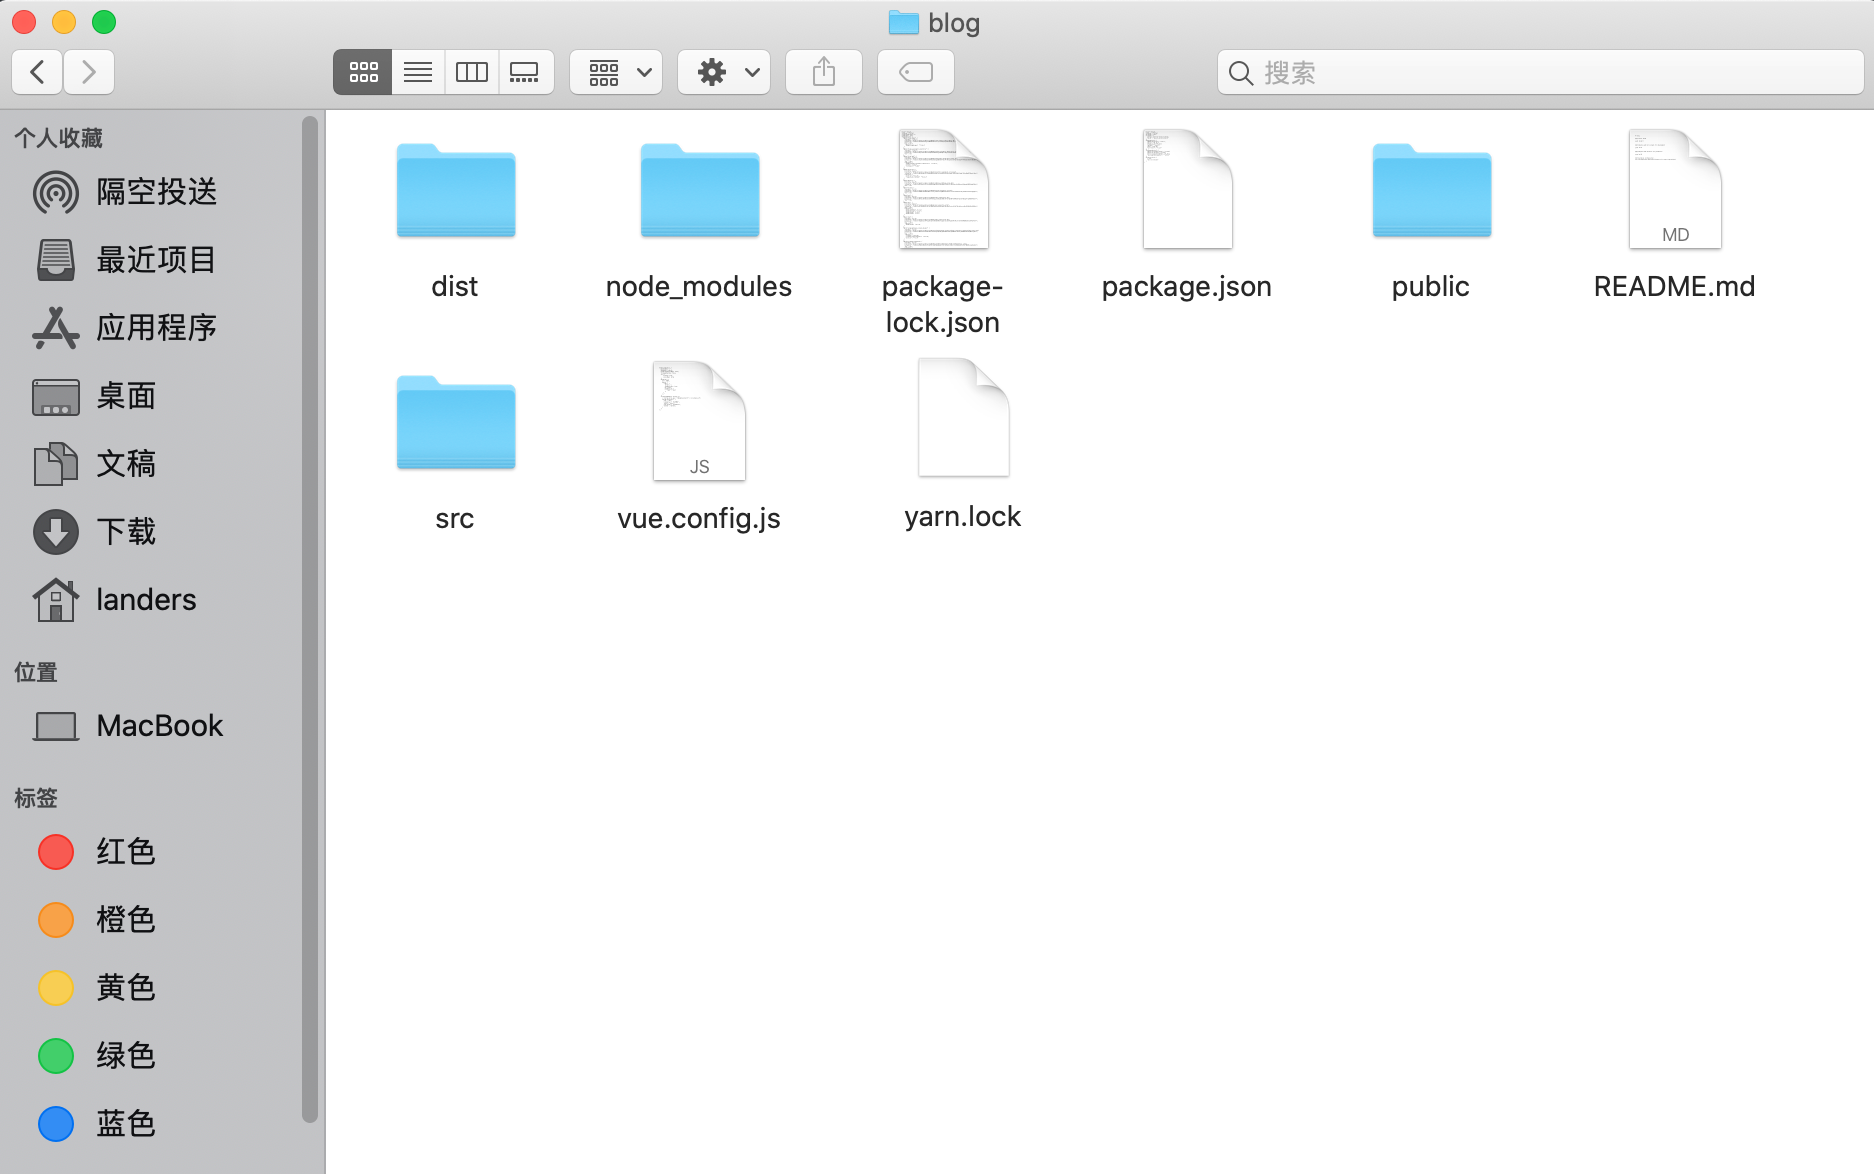 blog
搜索
个人收藏
隔空投送
最近项目
应用程序
桌面
文稿
下载
landers
位置
MacBook
标签
红色
橙色
黄色
绿色
蓝色
dist
node_modules
package-
lock.json
package.json
public
MD
README.md
src
JS
vue.config.js
yarn.lock